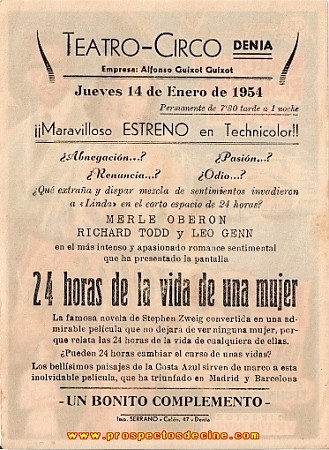 TEATRO-CIRCO DENIA
Empresa: Alfonso Guixot Guixot
Jueves 14 de Enero de 1954
Permanente de 7'30 tarde a 1 noche
¡¡Maravilloso ESTRENO en Technicolor!!
¿Abnegación...? ¿Pasión...?
¿Renuncia...? ¿Odio...?
¿Qué extraña y dispar mezcla de sentimientos invadieron
a «Linda» en el corto espacio de 24 horas?
MERLE OBERON
RICHARD TODD y LEO GENN
en el más intenso y apasionado romance sentimental
que ha presentado la pantalla
24 horas de la vida de una mujer
La famosa novela de Stephen Zweig convertida en una ad-
mirable película que no dejara de ver ninguna mujer, por-
que relata las 24 horas de la vida de cualquiera de ellas.
¿Pueden 24 horas cambiar el curso de unas vidas?
Los bellísimos paisajes de la Costa Azul sirven de marco a esta
inolvidable película, que ha triunfado en Madrid y Barcelona
-UN BONITO COMPLEMENTO-
Imp. SERRANO - Colón, 47 - Denia
www.prospectosdecine.com